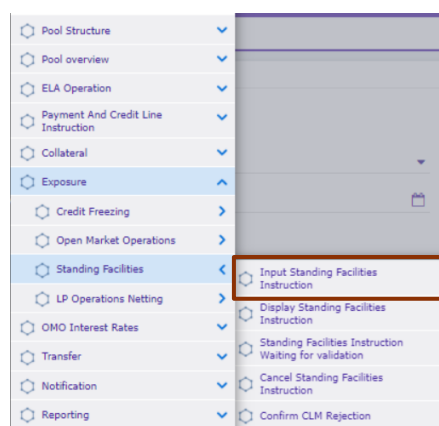 Pool Structure
Pool overview
ELA Operation
Payment And Credit Line
Instruction
Collateral
Exposure
Credit Freezing
Open Market Operations
Standing Facilities
LP Operations Netting
OMO Interest Rates
Transfer
Notification
Reporting
Input Standing Facilities
Instruction
Display Standing Facilities
Instruction
Standing Facilities Instruction
Waiting for validation
Cancel Standing Facilities
Instruction
Confirm CLM Rejection